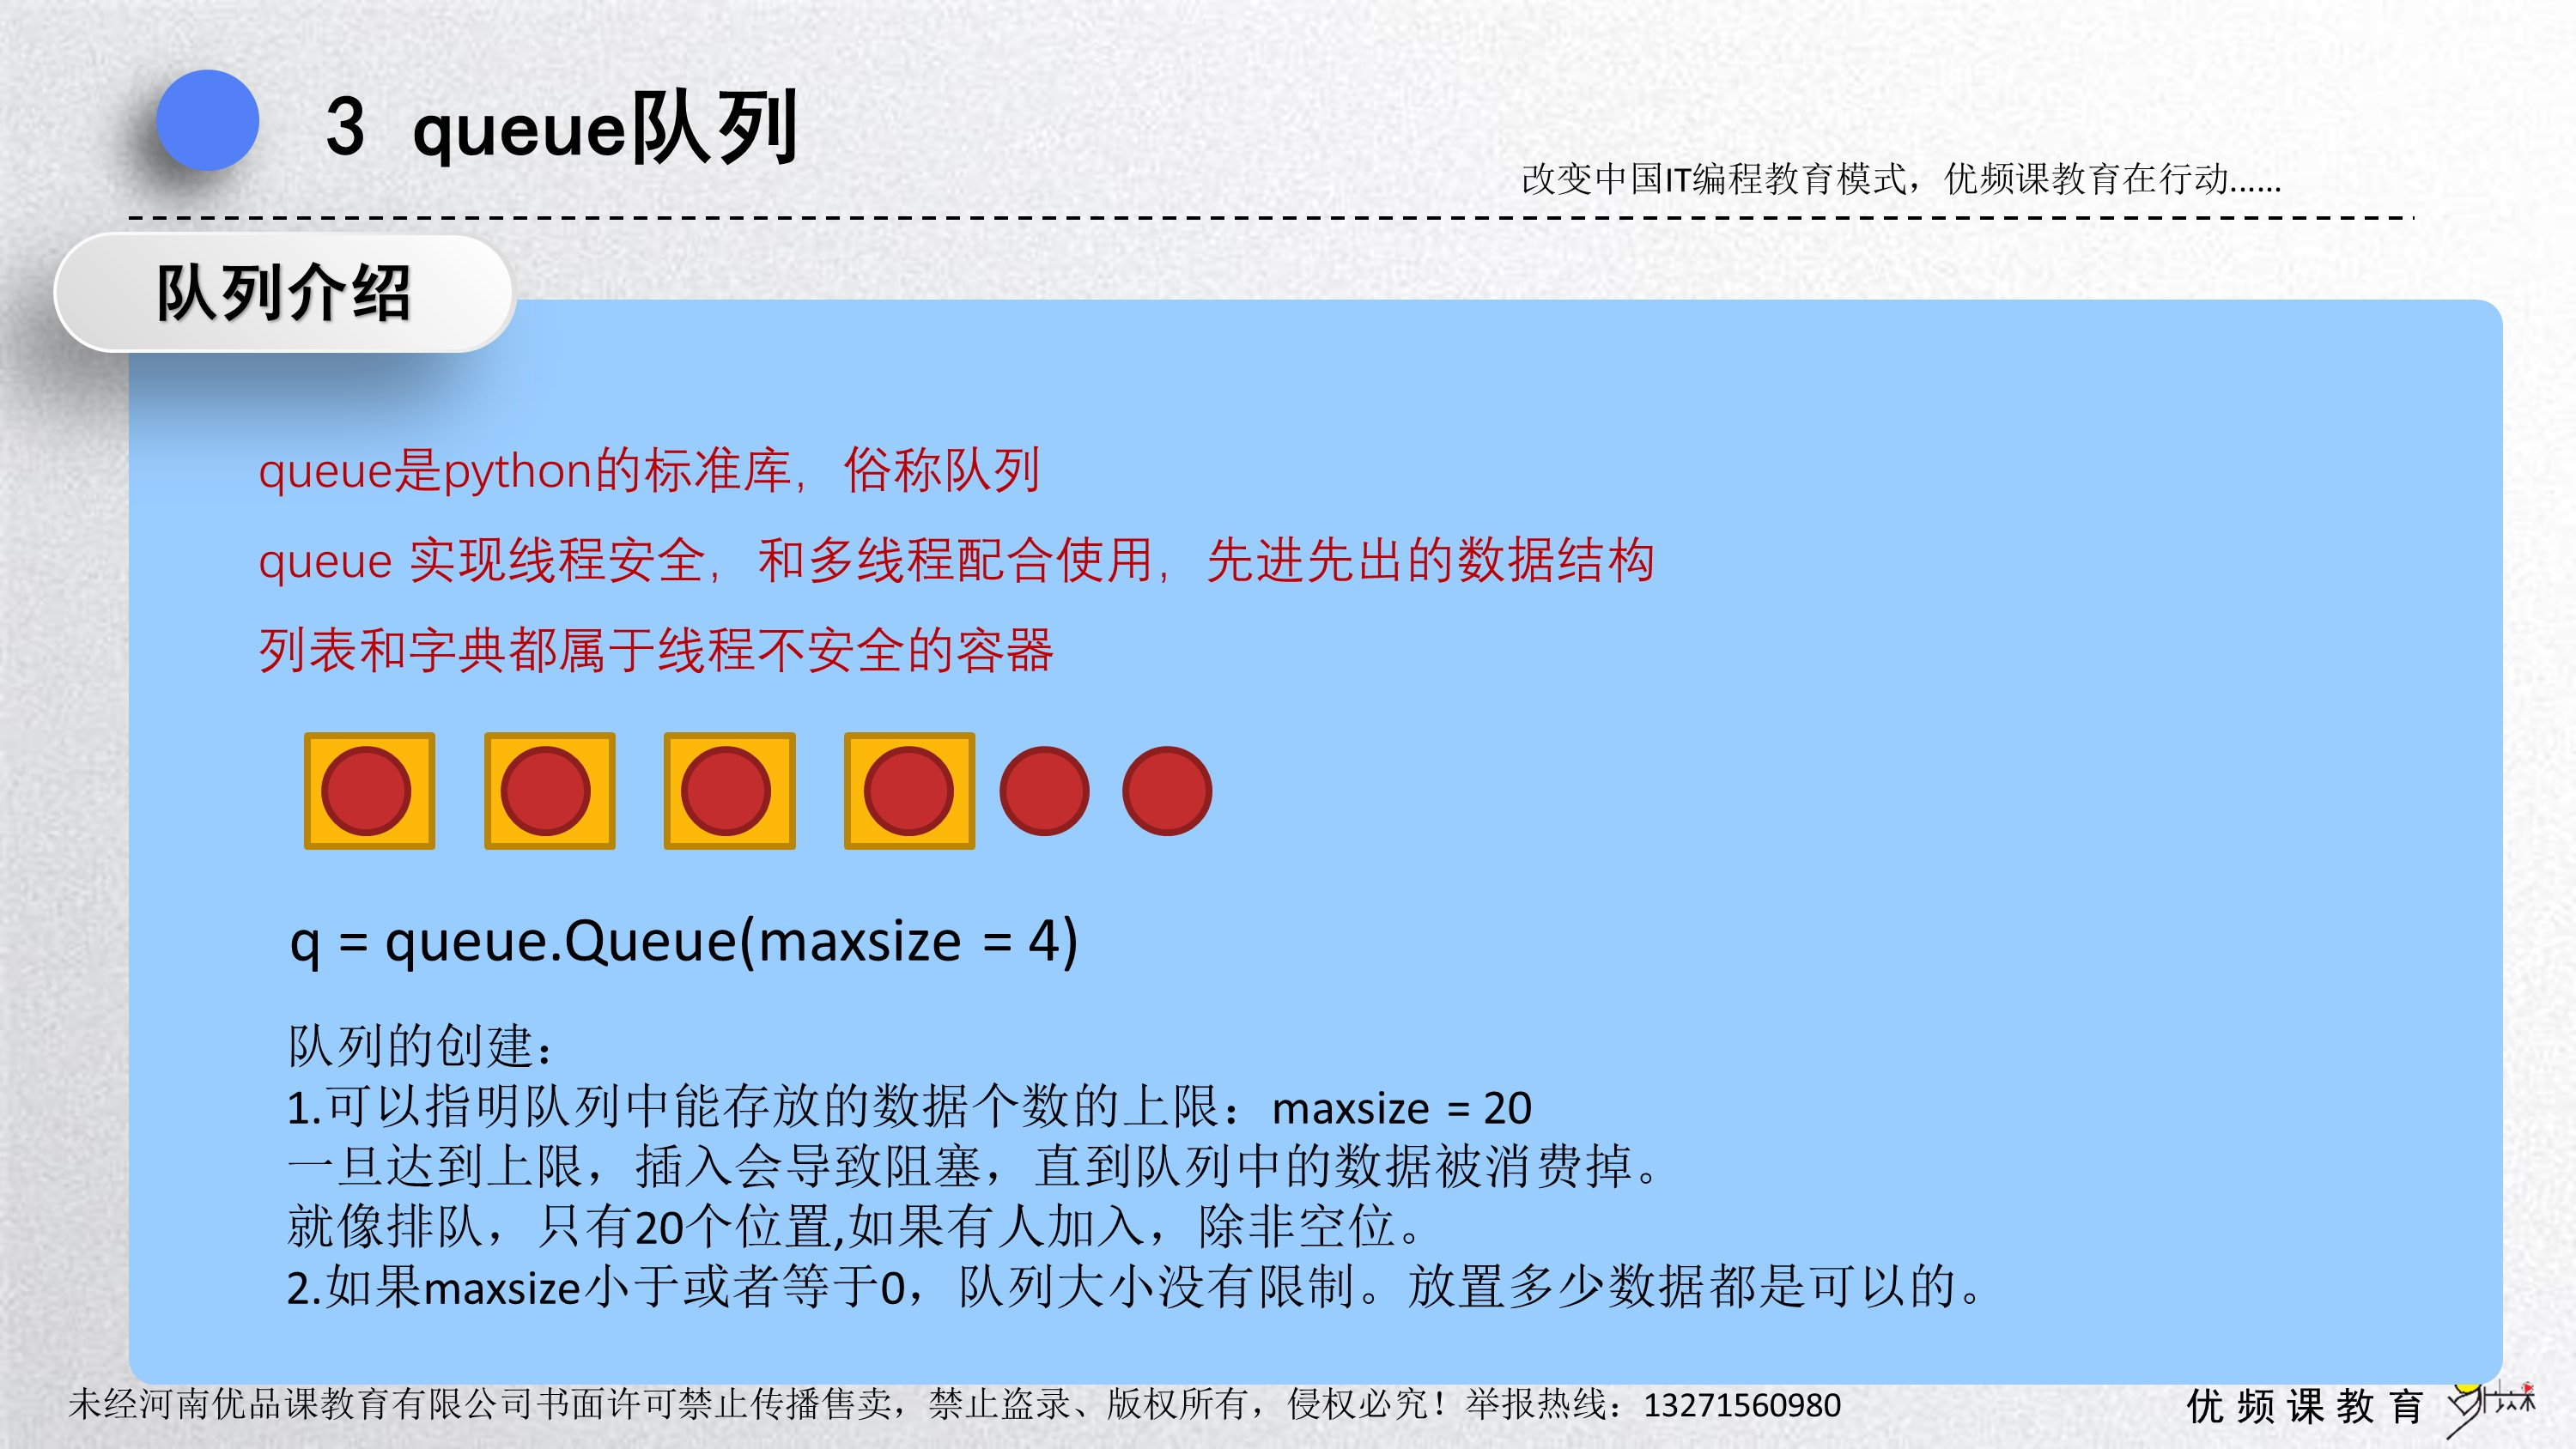 3 queue队列
改变中国IT编程教育模式，优频课教育在行动......
队列介绍
queue是python的标准库，俗称队列
queue 实现线程安全，和多线程配合使用，先进先出的数据结构
列表和字典都属于线程不安全的容器
q = queue.Queue(maxsize = 4)
队列的创建：
1.可以指明队列中能存放的数据个数的上限：maxsize = 20
一旦达到上限，插入会导致阻塞，直到队列中的数据被消费掉。
就像排队，只有20个位置,如果有人加入，除非空位。
2.如果maxsize小于或者等于0，队列大小没有限制。放置多少数据都是可以的。
未经河南优品课教育有限公司书面许可禁止传播售卖，禁止盗录、版权所有，侵权必究！举报热线：13271560980
优频课教育